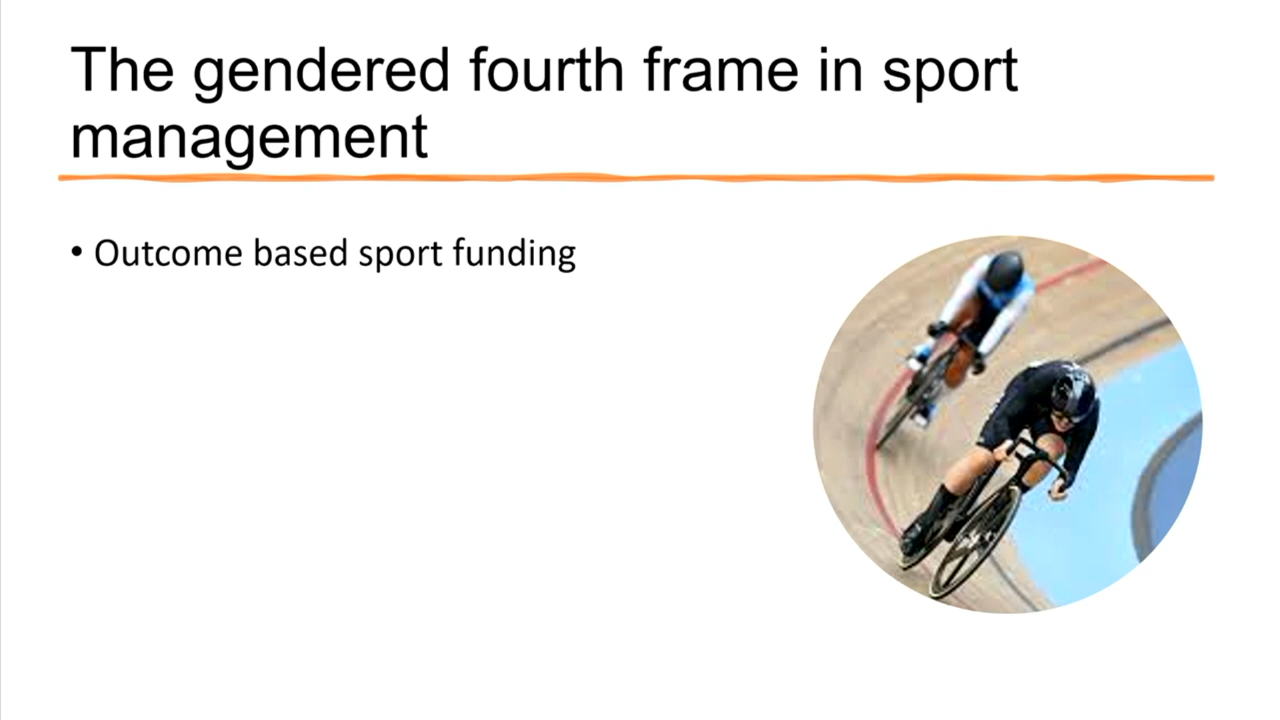 The gendered fourth frame in sport
management
• Outcome based sport funding